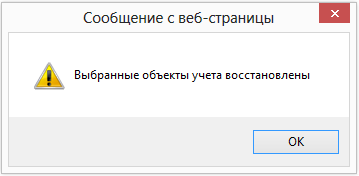 Сообщение с веб-страницы
Выбранные объекты учета восстановлены
OK